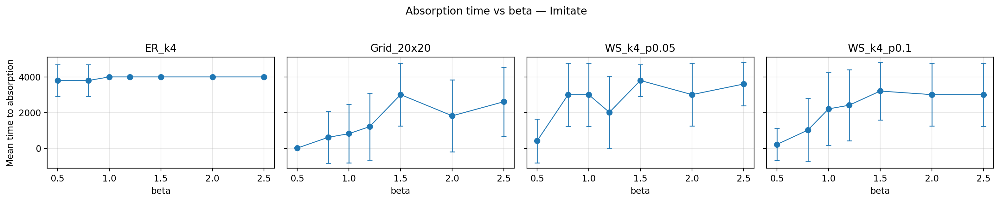 Absorption time vs beta — Imitate
ER_k4
Grid_20x20
WS_k4_p0.05
WS_k4_p0.1
Mean time to absorption
4000
2000
0
0.5 1.0 1.5 2.0 2.5
0.5 1.0 1.5 2.0 2.5
0.5 1.0 1.5 2.0 2.5
0.5 1.0 1.5 2.0 2.5
beta
beta
beta
beta